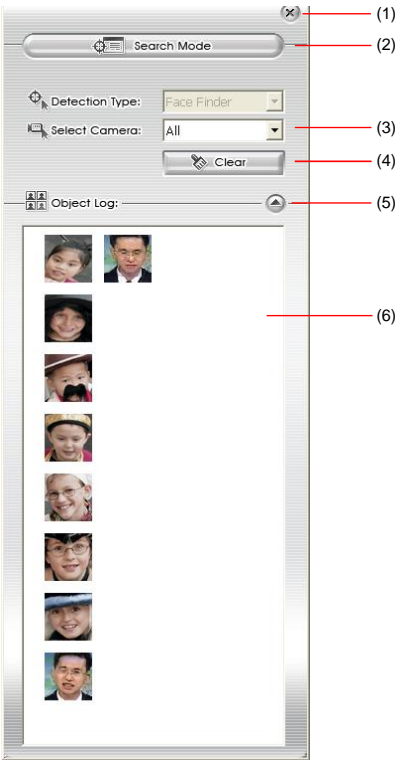 (1)
Search Mode (2)
Detection Type: Face Finder
Select Camera: All (3)
Clear (4)
Object Log: (5)
(6)